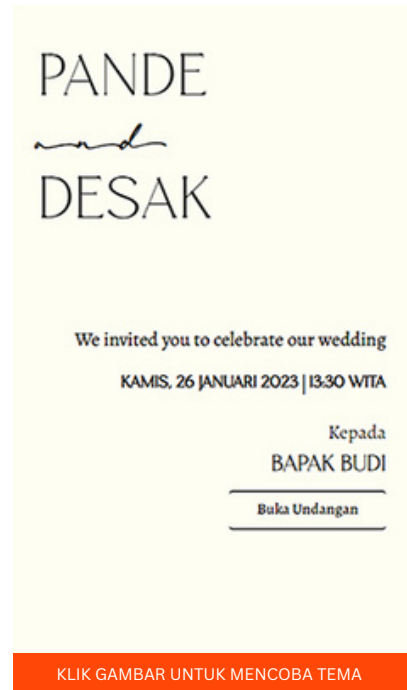 PANDE
and
DESAK
We invited you to celebrate our wedding
KAMIS, 26 JANUARI 2023 | 13:30 WITA
Kepada
BAPAK BUDI
Buka Undangan
KLIK GAMBAR UNTUK MENCOBA TEMA